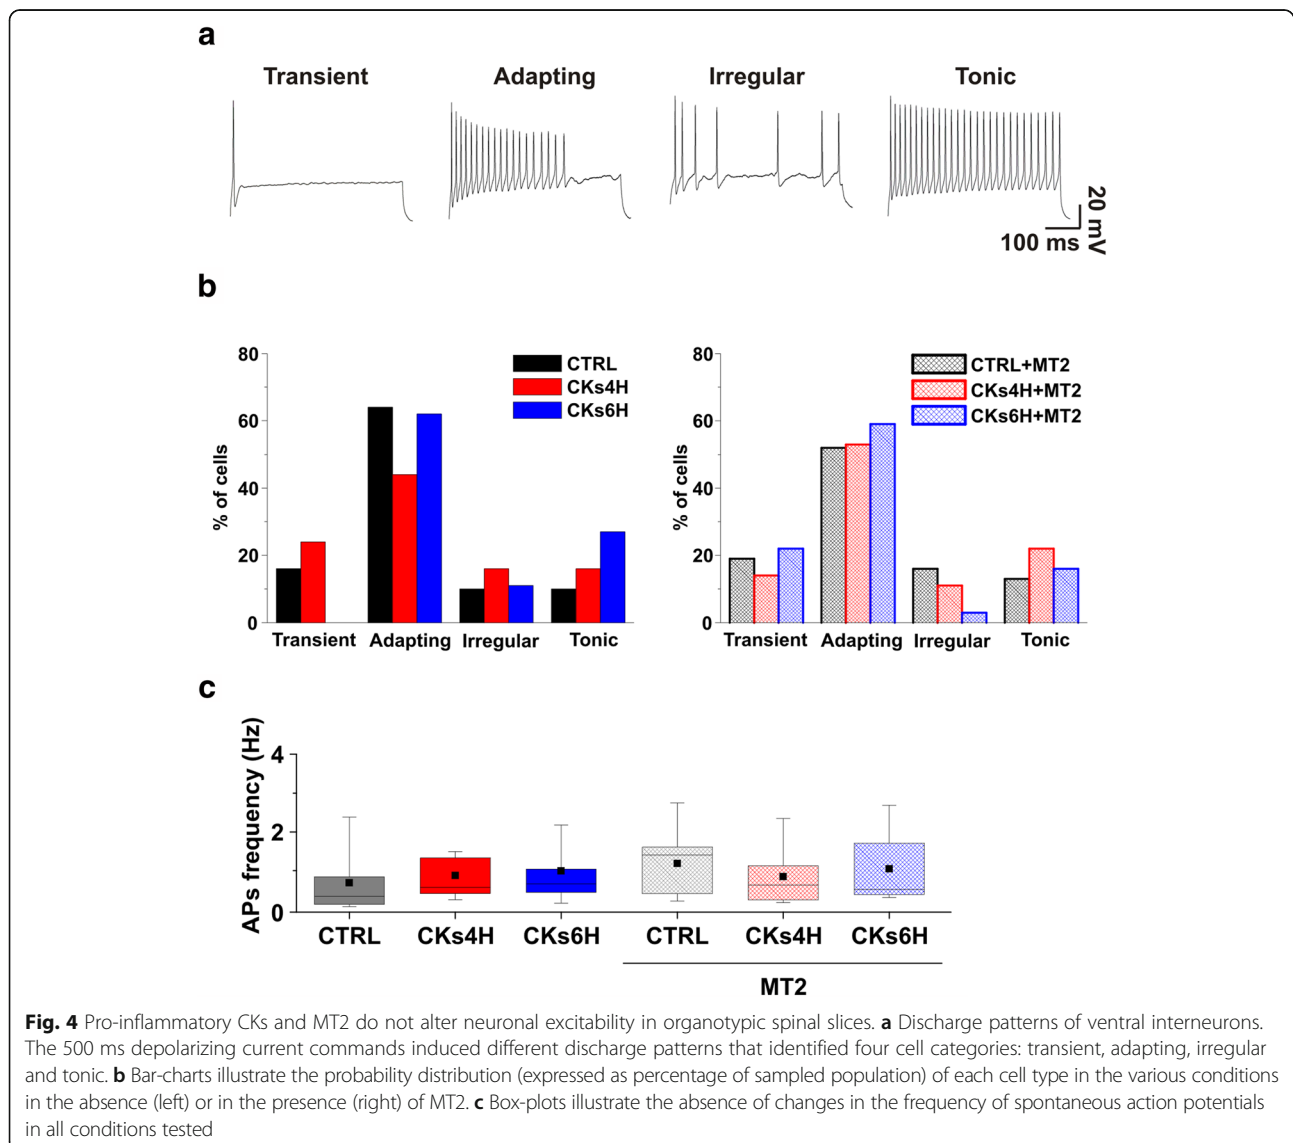 a
Transient
Adapting
Irregular
Tonic
20 mV
100 ms
b
80
60
40
20
0
% of cells
CTRL
CKs4H
CKs6H
Transient
Adapting
Irregular
Tonic
80
60
40
20
0
% of cells
CTRL+MT2
CKs4H+MT2
CKs6H+MT2
Transient
Adapting
Irregular
Tonic
c
APs frequency (Hz)
4
2
0
CTRL
CKs4H
CKs6H
CTRL
CKs4H
CKs6H
MT2
Fig. 4 Pro-inflammatory CKs and MT2 do not alter neuronal excitability in organotypic spinal slices. a Discharge patterns of ventral interneurons.
The 500 ms depolarizing current commands induced different discharge patterns that identified four cell categories: transient, adapting, irregular
and tonic. b Bar-charts illustrate the probability distribution (expressed as percentage of sampled population) of each cell type in the various conditions
in the absence (left) or in the presence (right) of MT2. c Box-plots illustrate the absence of changes in the frequency of spontaneous action potentials
in all conditions tested